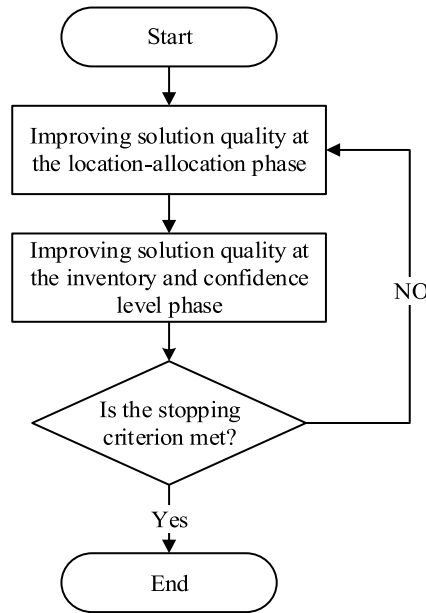 Start
Improving solution quality at
the location-allocation phase
Improving solution quality at
the inventory and confidence
level phase
NO
Is the stopping
criterion met?
Yes
End